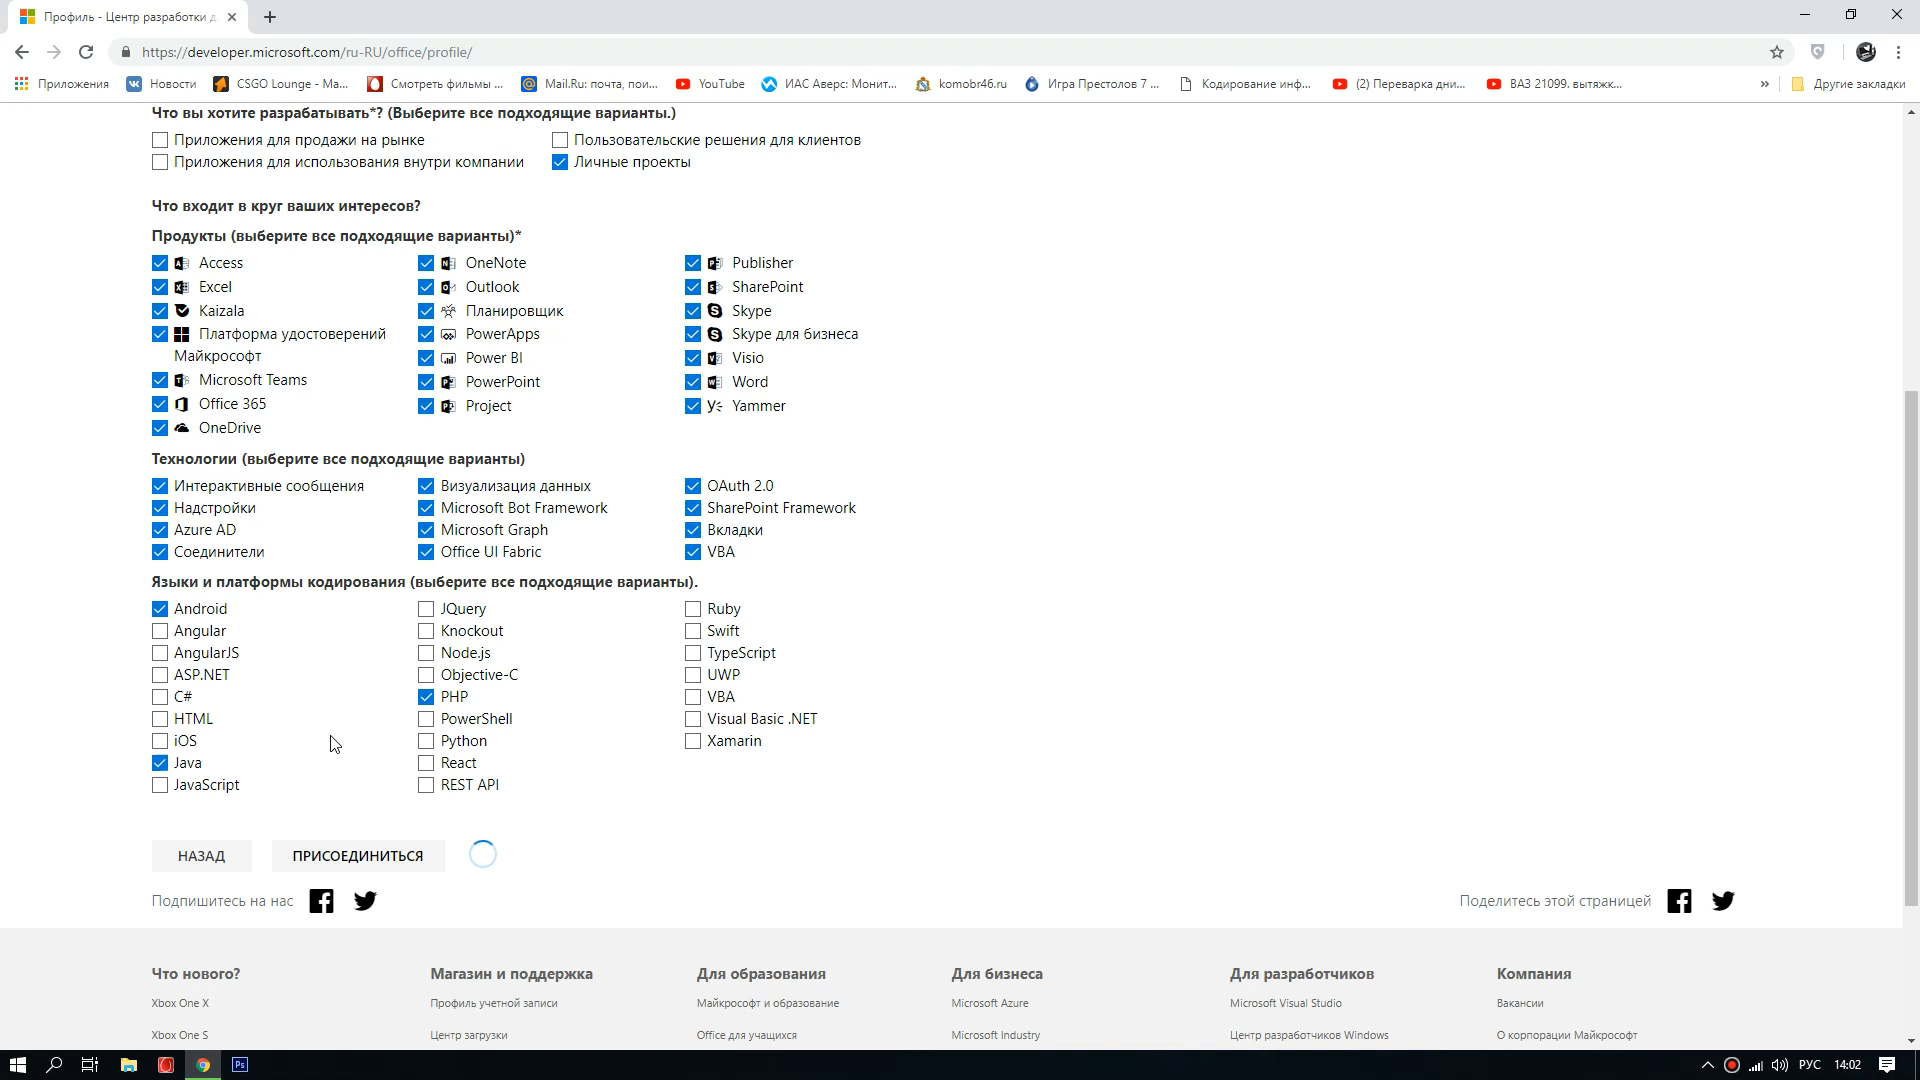 Профиль - Центр разработки д
https://developer.microsoft.com/ru-RU/office/profile/
Приложения
Новости
CSGO Lounge - Ma...
Смотреть фильмы ...
Mail.Ru: почта, пои...
YouTube
ИАС Аверс: Монит...
komobr46.ru
Игра Престолов 7 ...
Кодирование инф...
(2) Переварка дни...
ВАЗ 21099. вытяжк...
»
Другие закладки
Что вы хотите разрабатывать*? (Выберите все подходящие варианты.)
Приложения для продажи на рынке
Пользовательские решения для клиентов
Приложения для использования внутри компании
Личные проекты
Что входит в круг ваших интересов?
Продукты (выберите все подходящие варианты)*
Access
Excel
Kaizala
Платформа удостоверений
Майкрософт
Microsoft Teams
Office 365
OneDrive
OneNote
Outlook
Планировщик
PowerApps
Power BI
PowerPoint
Project
Publisher
SharePoint
Skype
Skype для бизнеса
Visio
Word
Yammer
Технологии (выберите все подходящие варианты)
Интерактивные сообщения
Надстройки
Azure AD
Соединители
Визуализация данных
Microsoft Bot Framework
Microsoft Graph
Office UI Fabric
OAuth 2.0
SharePoint Framework
Вкладки
VBA
Языки и платформы кодирования (выберите все подходящие варианты).
Android
Angular
AngularJS
ASP.NET
C#
HTML
iOS
Java
JavaScript
JQuery
Knockout
Node.js
Objective-C
PHP
PowerShell
Python
React
REST API
Ruby
Swift
TypeScript
UWP
VBA
Visual Basic .NET
Xamarin
НАЗАД
ПРИСОЕДИНИТЬСЯ
Подпишитесь на нас
Поделитесь этой страницей
Что нового?
Xbox One X
Xbox One S
Магазин и поддержка
Профиль учетной записи
Центр загрузки
Для образования
Майкрософт и образование
Office для учащихся
Для бизнеса
Microsoft Azure
Microsoft Industry
Для разработчиков
Microsoft Visual Studio
Центр разработчиков Windows
Компания
Вакансии
О корпорации Майкрософт
Ps
РУС
14:02